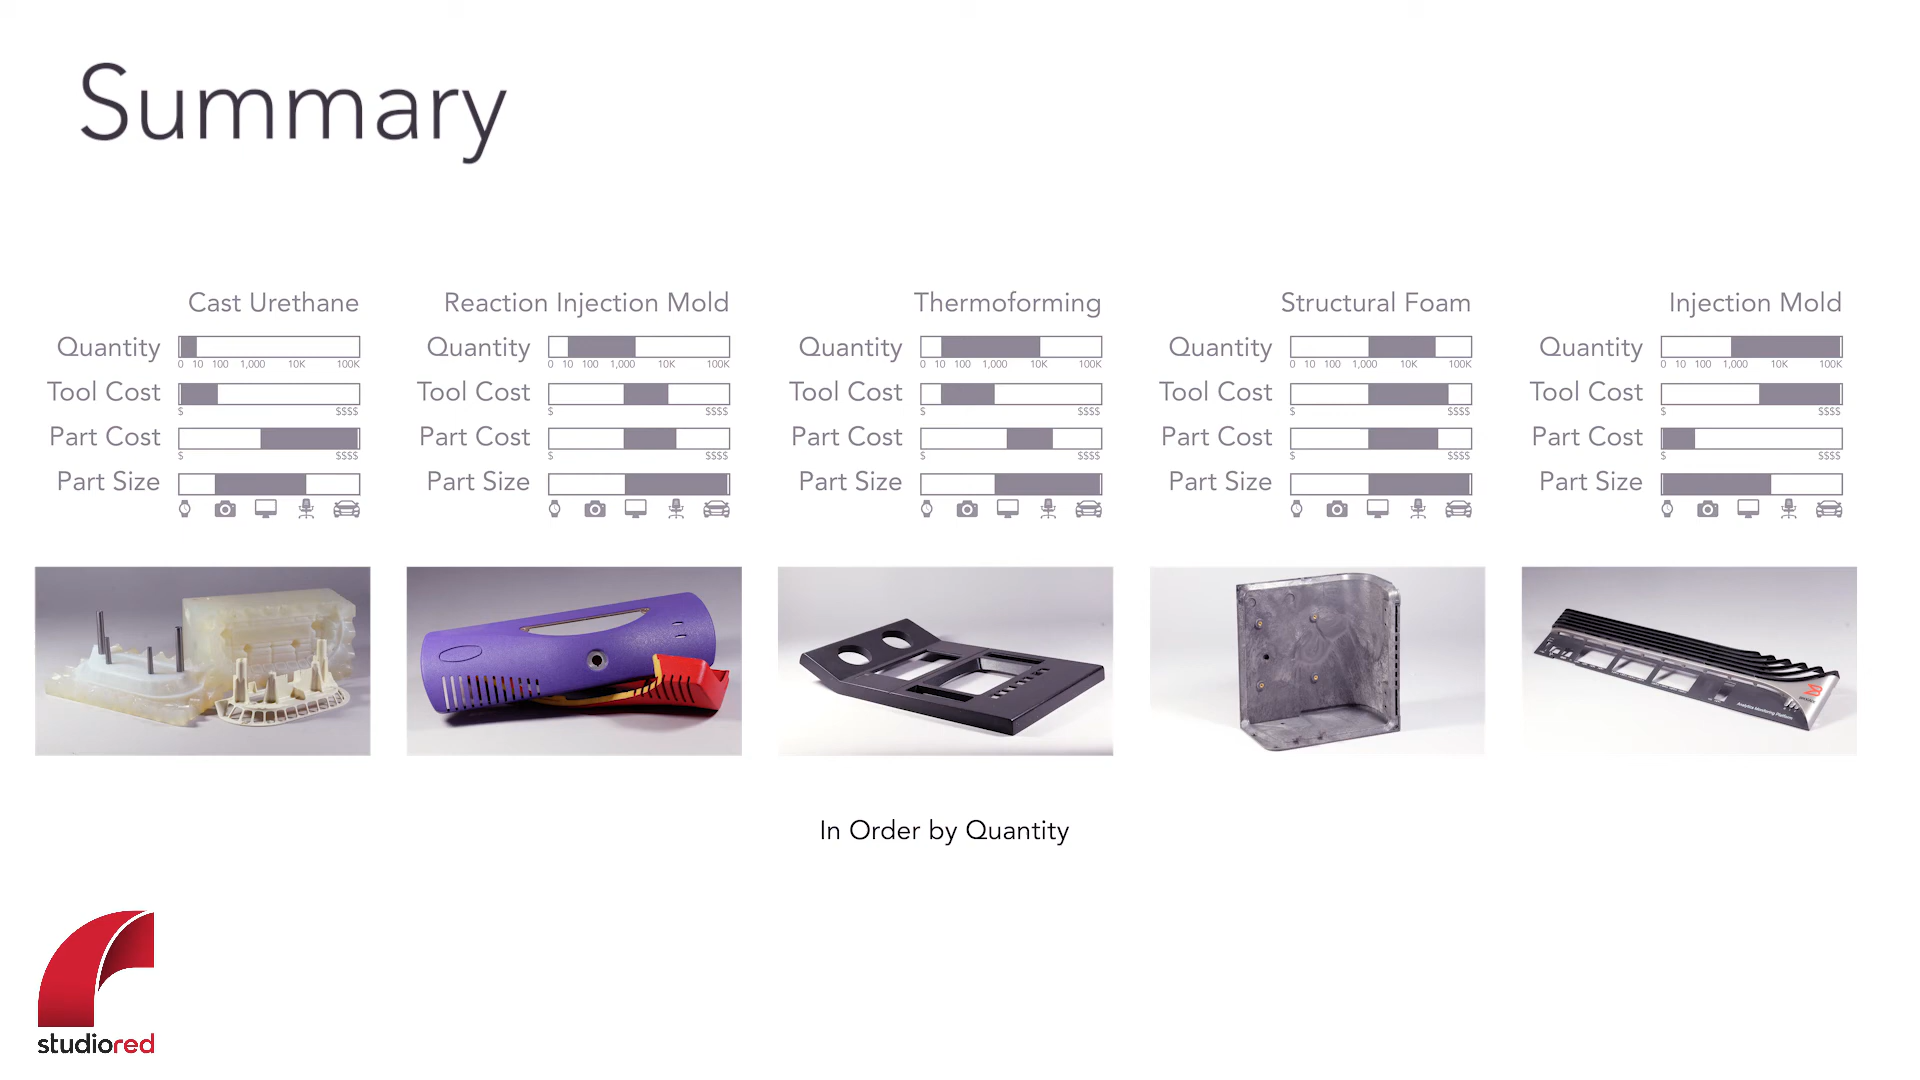 Summary
Cast Urethane
Quantity
0 10 100 1,000 10K 100K
Tool Cost
$ $$$$
Part Cost
$ $$$$
Part Size
Reaction Injection Mold
Quantity
0 10 100 1,000 10K 100K
Tool Cost
$ $$$$
Part Cost
$ $$$$
Part Size
Thermoforming
Quantity
0 10 100 1,000 10K 100K
Tool Cost
$ $$$$
Part Cost
$ $$$$
Part Size
Structural Foam
Quantity
0 10 100 1,000 10K 100K
Tool Cost
$ $$$$
Part Cost
$ $$$$
Part Size
Injection Mold
Quantity
0 10 100 1,000 10K 100K
Tool Cost
$ $$$$
Part Cost
$ $$$$
Part Size
Analytics Monitoring Platform
In Order by Quantity
studiored